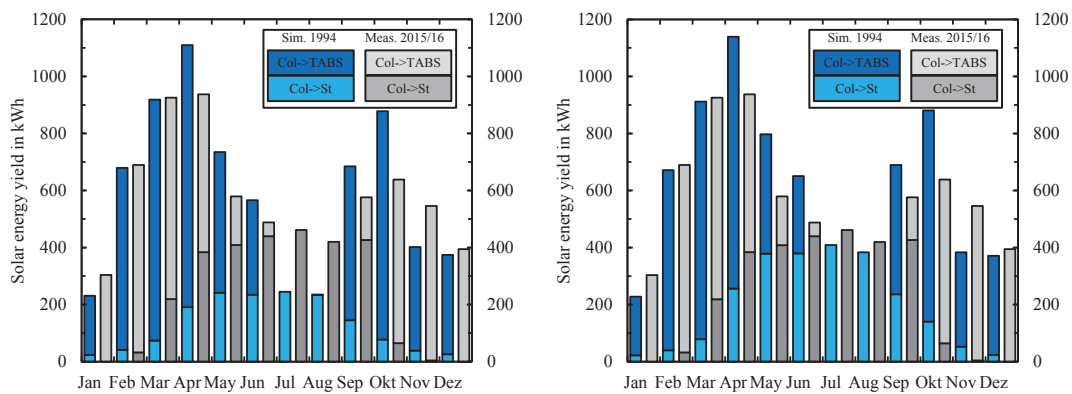 1200
1000
800
600
400
200
0
Solar energy yield in kWh
Sim. 1994 Meas. 2015/16
Col->TABS Col->TABS
Col->St Col->St
1200
1000
800
600
400
200
0
Jan Feb Mar Apr May Jun Jul Aug Sep Okt Nov Dez
1200
1000
800
600
400
200
0
Solar energy yield in kWh
Sim. 1994 Meas. 2015/16
Col->TABS Col->TABS
Col->St Col->St
1200
1000
800
600
400
200
0
Jan Feb Mar Apr May Jun Jul Aug Sep Okt Nov Dez